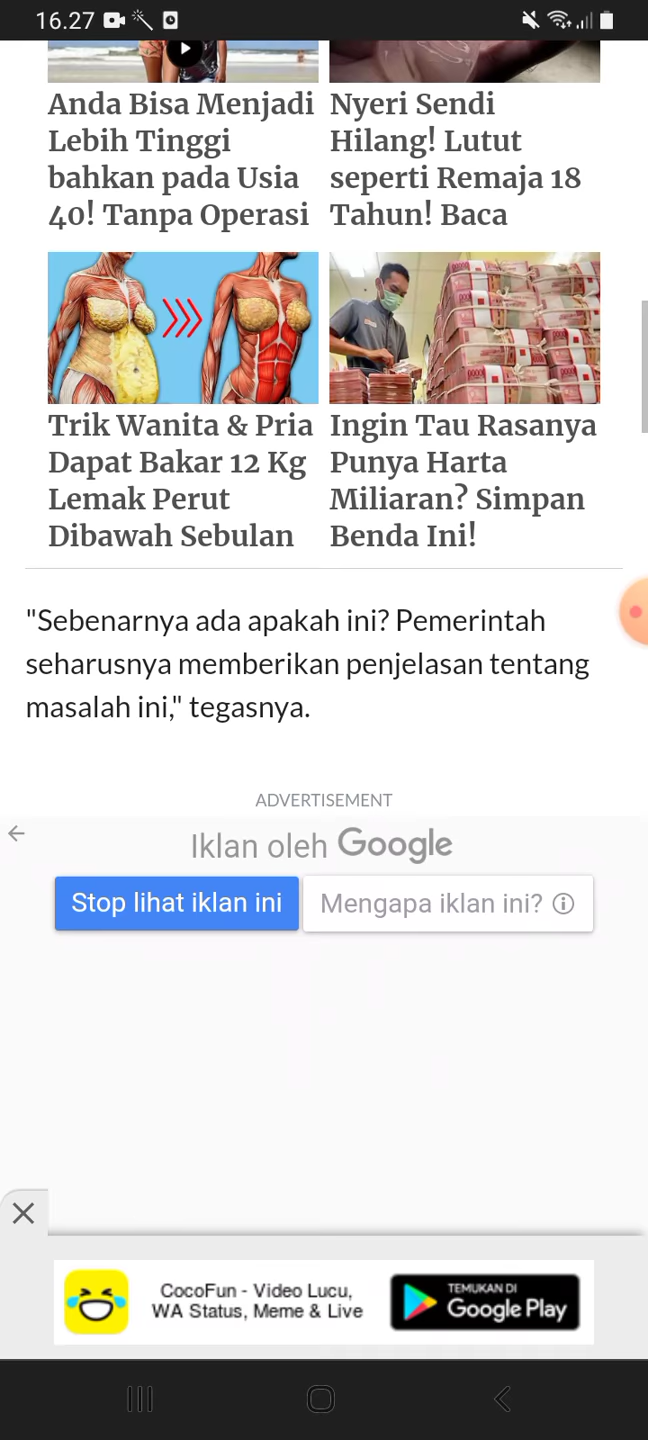 16.27
Anda Bisa Menjadi
Lebih Tinggi
bahkan pada Usia
40! Tanpa Operasi
Nyeri Sendi
Hilang! Lutut
seperti Remaja 18
Tahun! Baca
Trik Wanita & Pria
Dapat Bakar 12 Kg
Lemak Perut
Dibawah Sebulan
Ingin Tau Rasanya
Punya Harta
Miliaran? Simpan
Benda Ini!
"Sebenarnya ada apakah ini? Pemerintah
seharusnya memberikan penjelasan tentang
masalah ini," tegasnya.
ADVERTISEMENT
Iklan oleh Google
Stop lihat iklan ini
Mengapa iklan ini?
CocoFun - Video Lucu,
WA Status, Meme & Live
TEMUKAN DI
Google Play